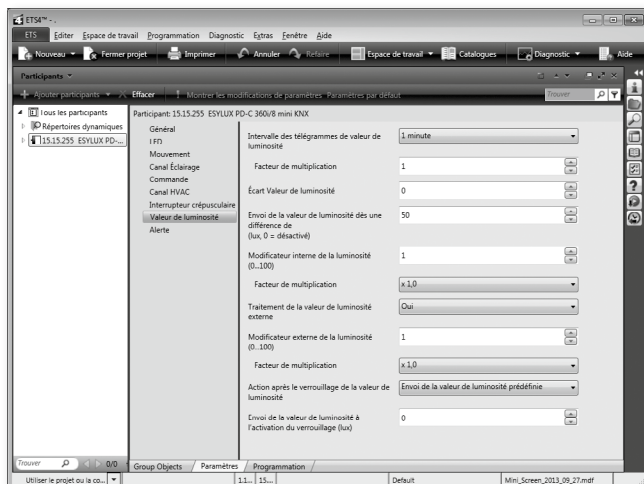 ETS4™ - .
ETS Editer Espace de travail Programmation Diagnostic Extras Fenêtre Aide
Nouveau Fermer projet Imprimer Annuler Refaire Espace de travail Catalogues Diagnostic Aide
Participants
Ajouter participants Effacer Montrer les modifications de paramètres Paramètres par défaut Trouver
Tous les participants
Répertoires dynamiques
15.15.255 ESYLUX PD-...
Participant: 15.15.255 ESYLUX PD-C 360i/8 mini KNX
Général
LED
Mouvement
Canal Éclairage
Commande
Canal HVAC
Interrupteur crépusculaire
Valeur de luminosité
Alerte
Intervalle des télégrammes de valeur de luminosité
1 minute
Facteur de multiplication
1
Écart Valeur de luminosité
0
Envoi de la valeur de luminosité dès une
différence de
(lux, 0 = désactivé)
50
Modificateur interne de la luminosité
(0...100)
1
Facteur de multiplication
x 1,0
Traitement de la valeur de luminosité
externe
Oui
Modificateur externe de la luminosité
(0...100)
1
Facteur de multiplication
x 1,0
Action après le verrouillage de la valeur de
luminosité
Envoi de la valeur de luminosité prédéfinie
Envoi de la valeur de luminosité à
l'activation du verrouillage (lux)
0
Trouver 0/0
Group Objects Paramètres Programmation
Utiliser le projet ou la co... 1.1... 15... Default Mini_Screen_2013_09_27.mdf